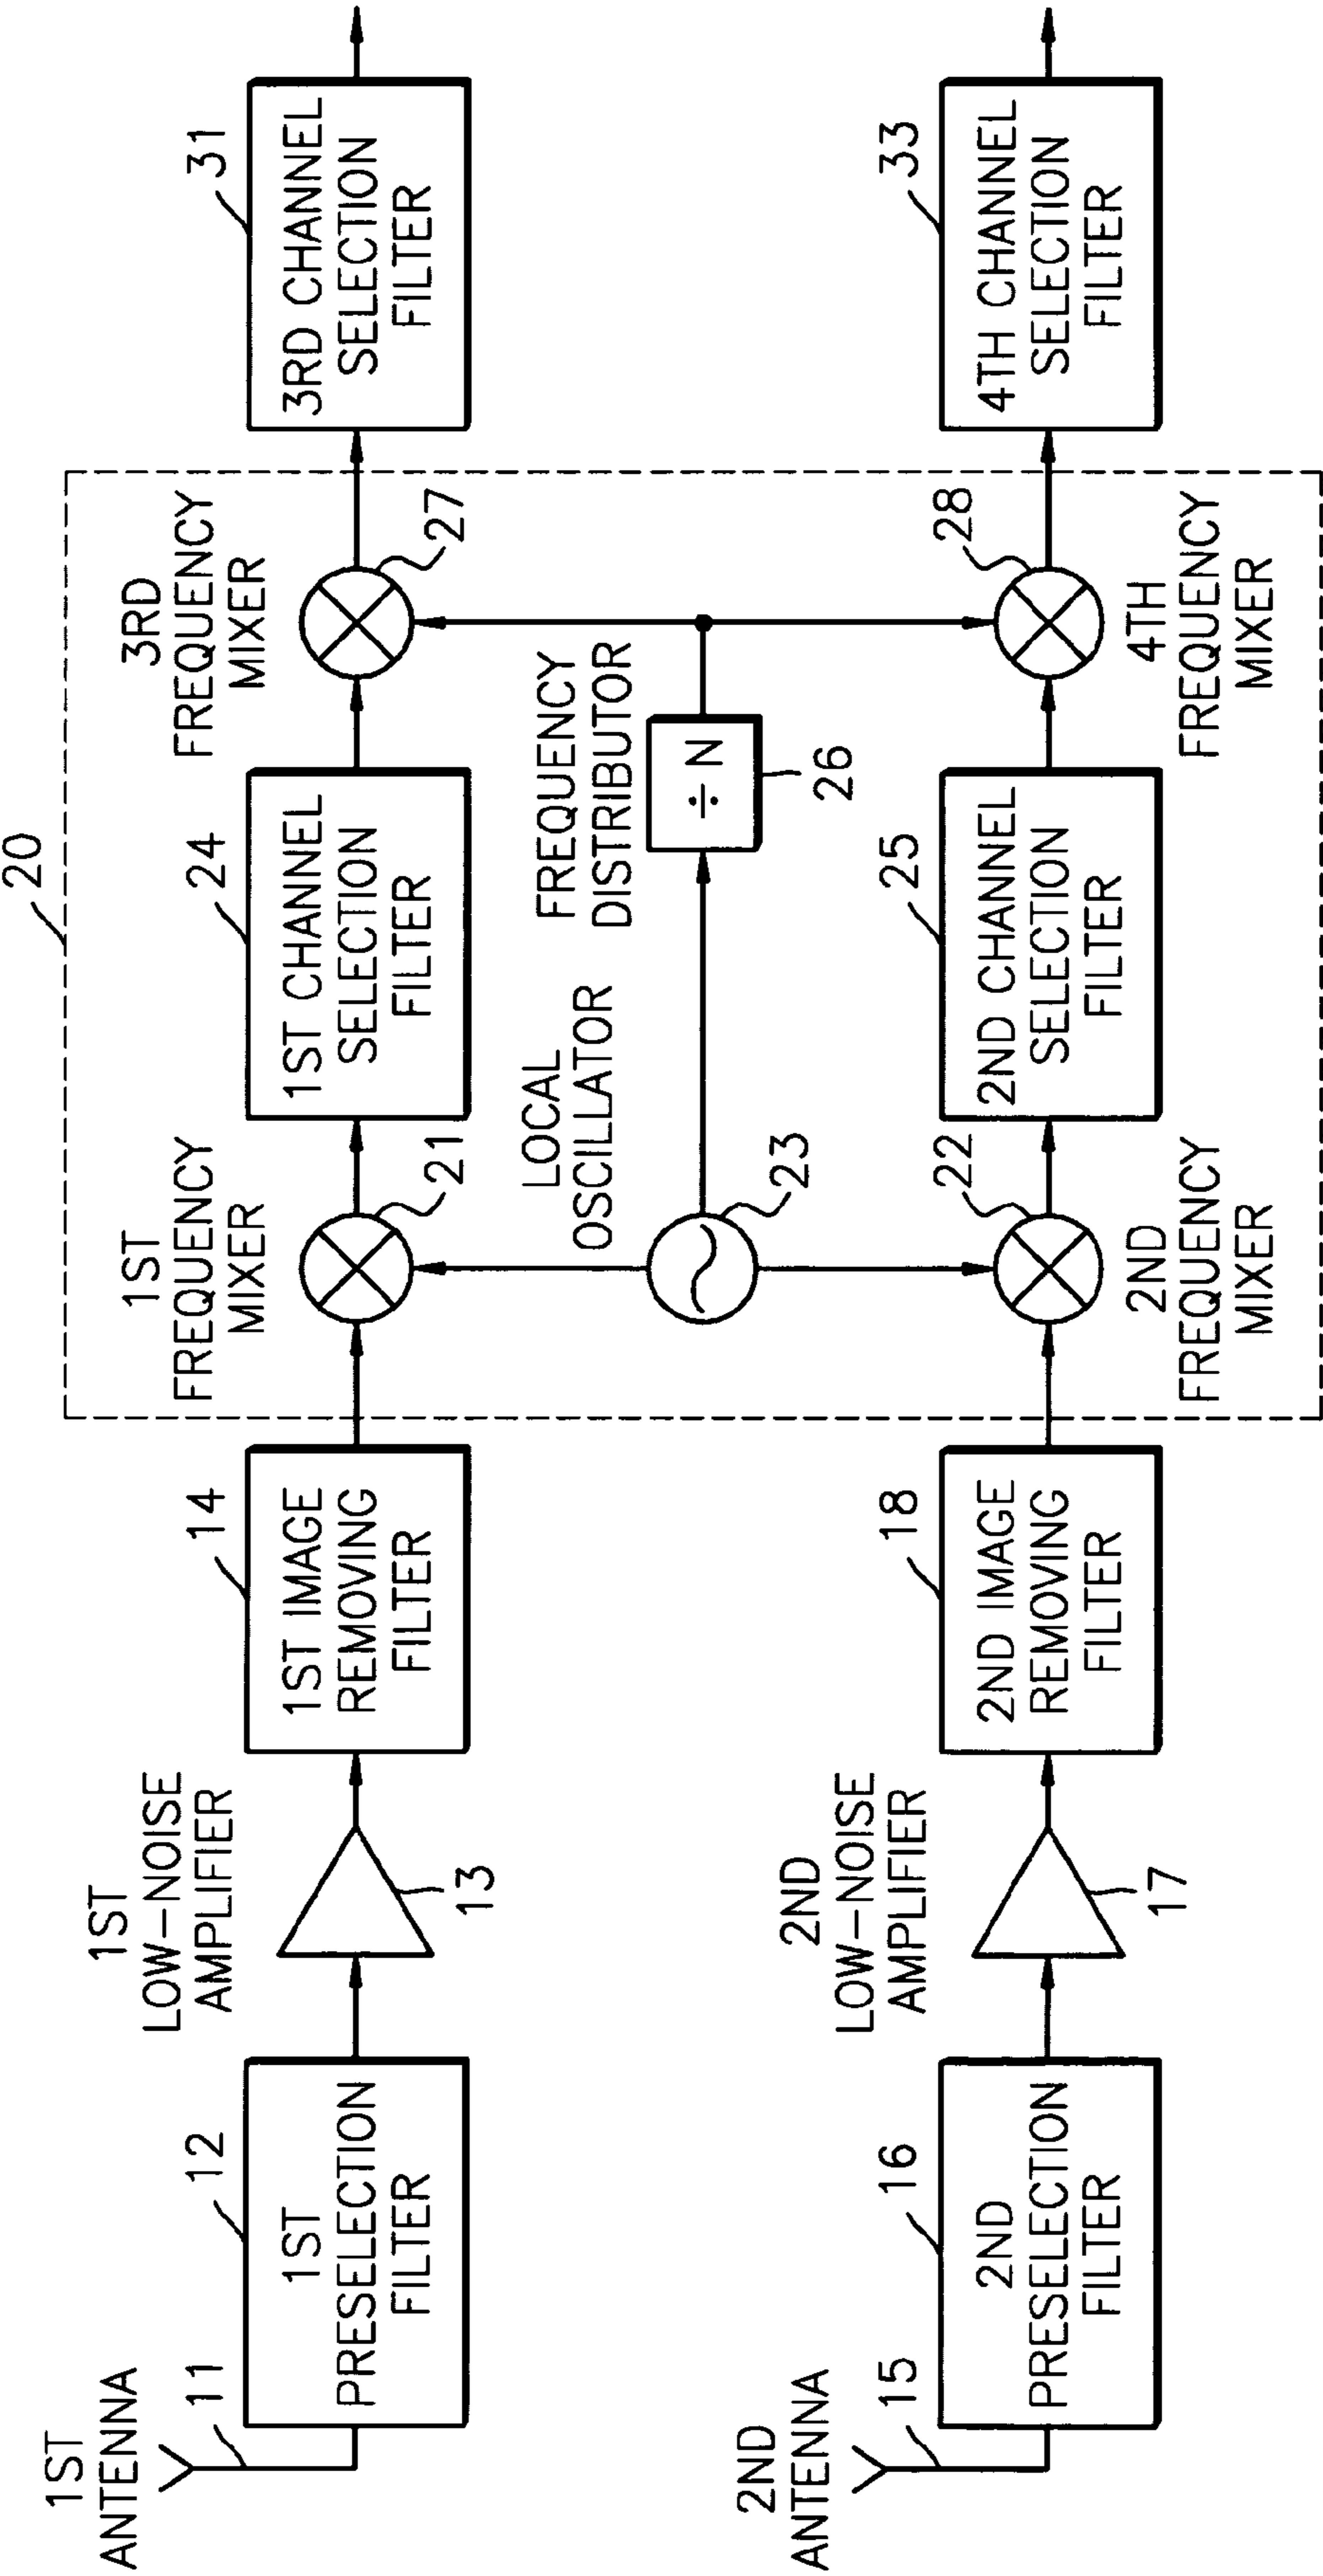 20
1ST
ANTENNA
11
12
1ST
PRESELECTION
FILTER
1ST
LOW-NOISE
AMPLIFIER
13
14
1ST IMAGE
REMOVING
FILTER
1ST
FREQUENCY
MIXER
21
24
1ST CHANNEL
SELECTION
FILTER
3RD
FREQUENCY
MIXER
27
31
3RD CHANNEL
SELECTION
FILTER
LOCAL
OSCILLATOR
23
FREQUENCY
DISTRIBUTOR
÷ N
26
2ND
ANTENNA
15
16
2ND
PRESELECTION
FILTER
2ND
LOW-NOISE
AMPLIFIER
17
18
2ND IMAGE
REMOVING
FILTER
22
2ND
FREQUENCY
MIXER
25
2ND CHANNEL
SELECTION
FILTER
28
4TH
FREQUENCY
MIXER
33
4TH CHANNEL
SELECTION
FILTER